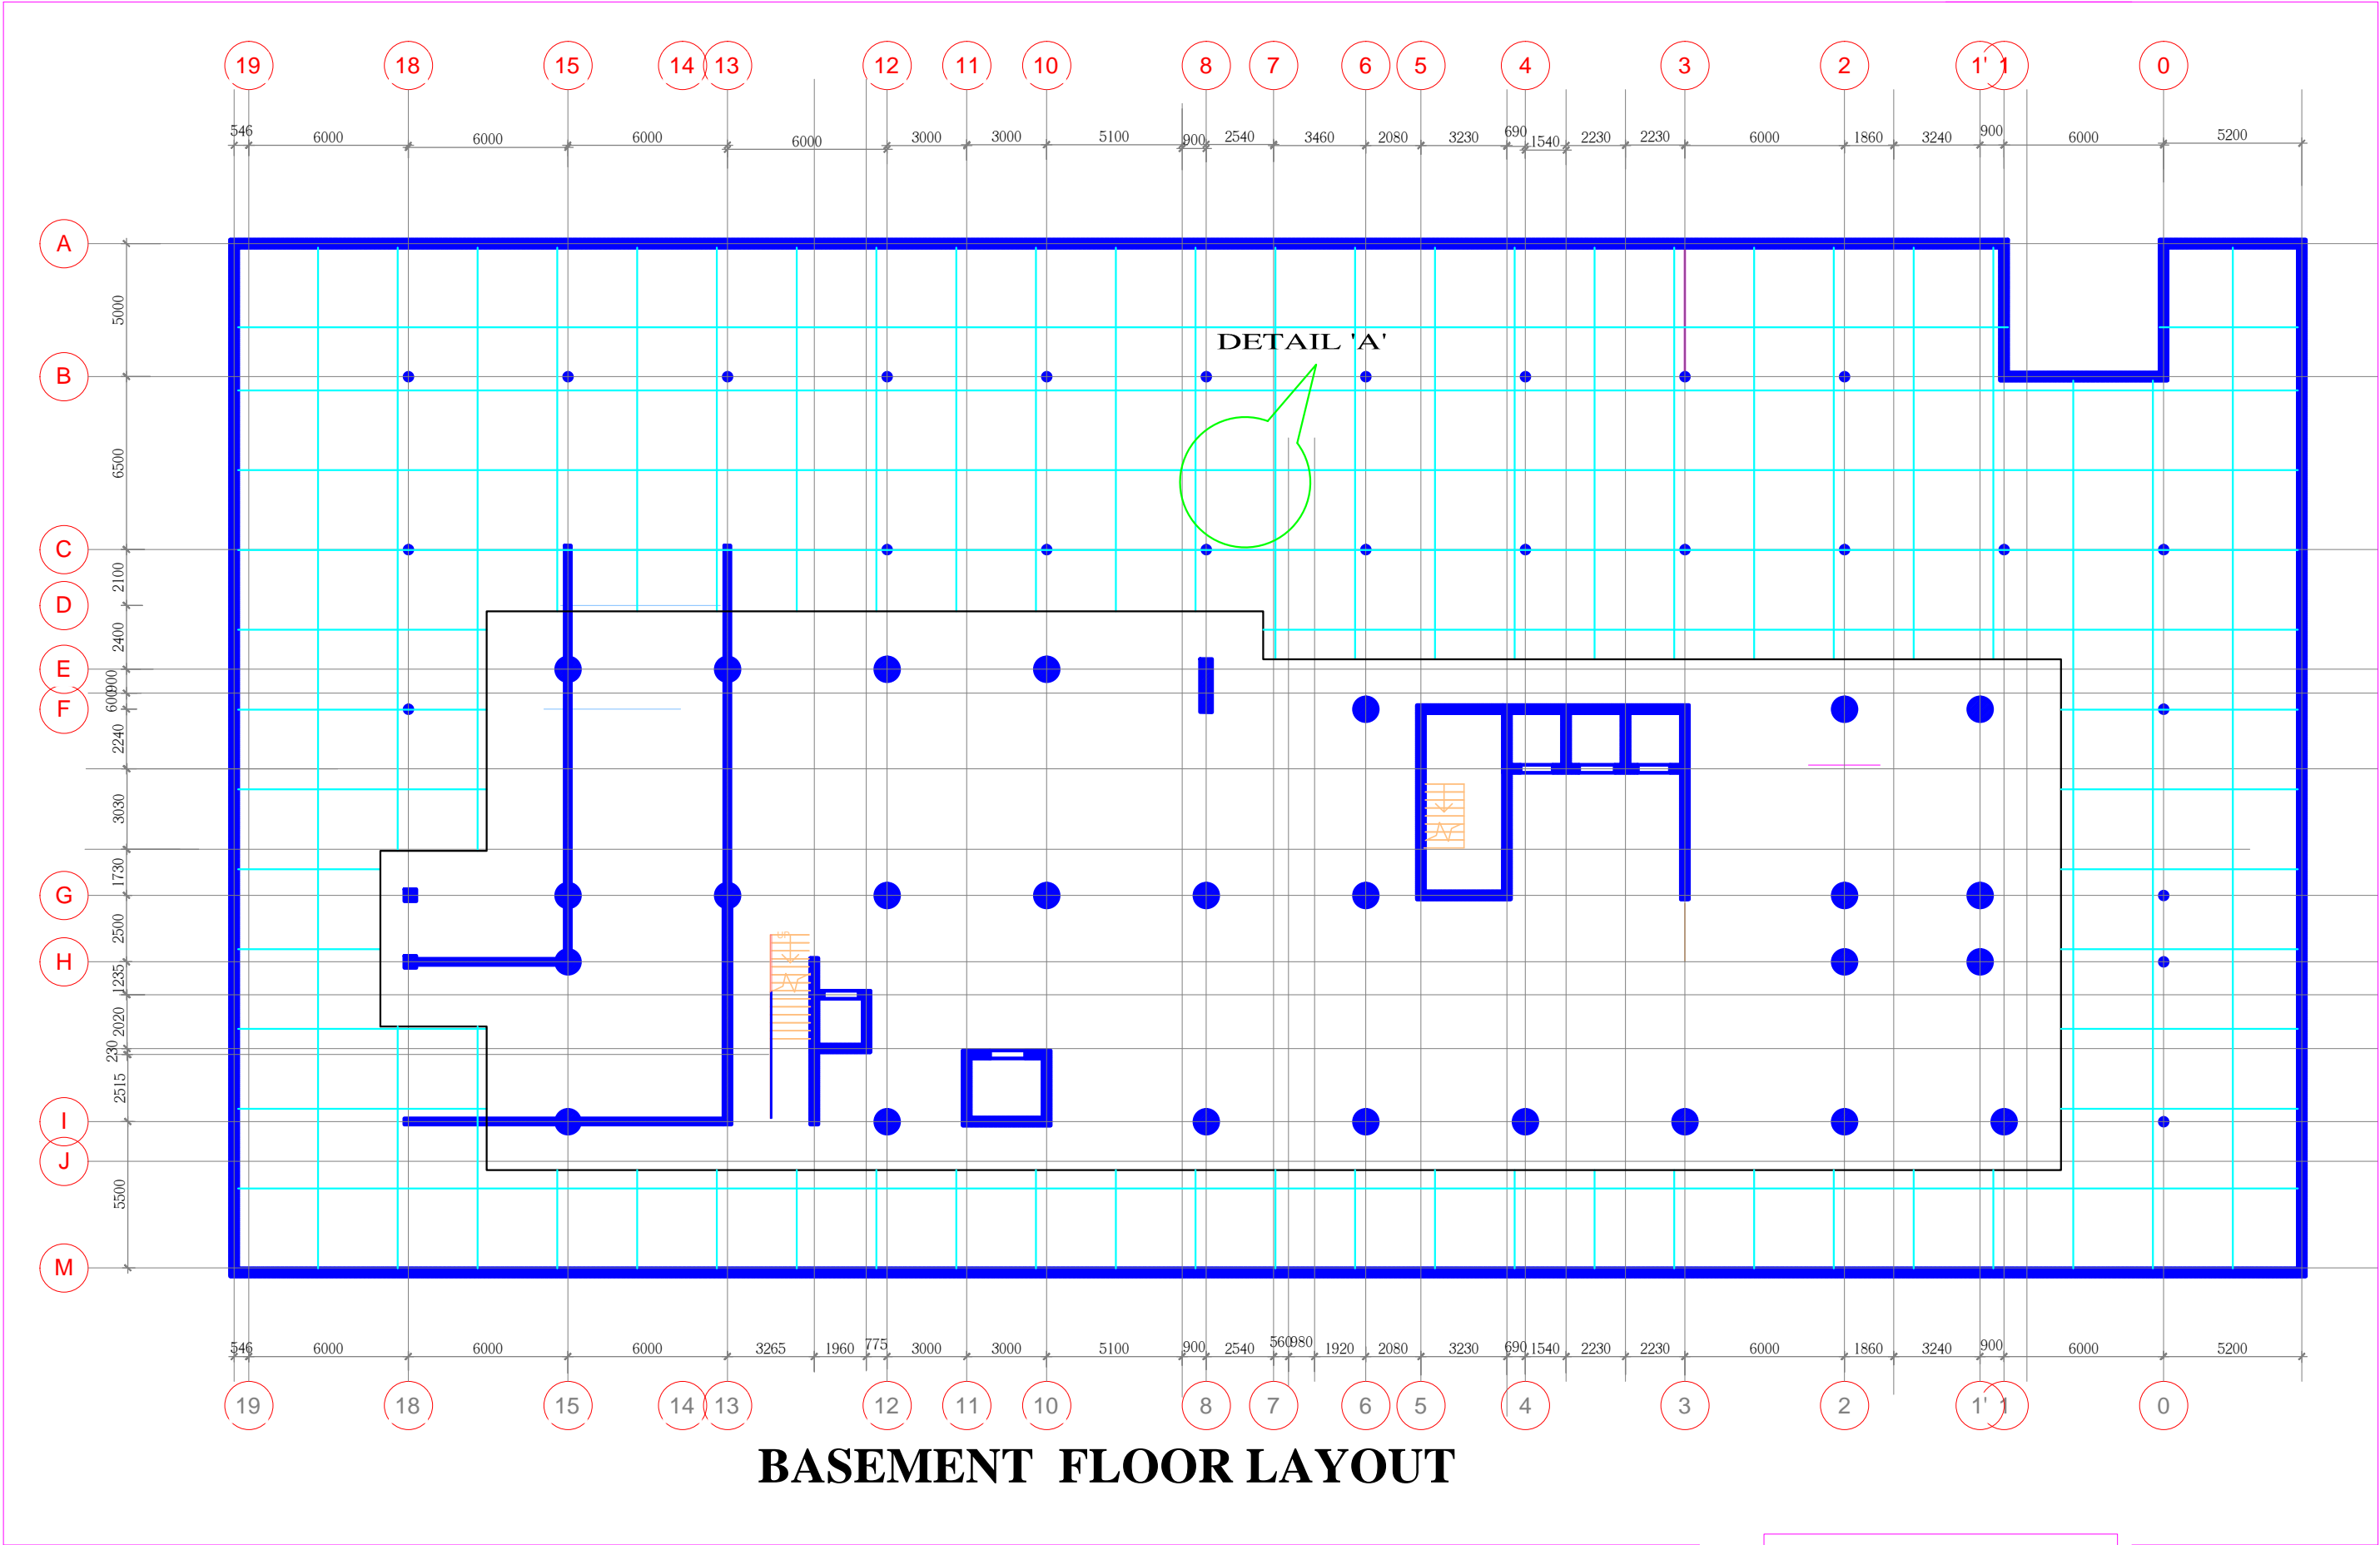 19 18 15 14 13 12 11 10 8 7 6 5 4 3 2 1' 1 0
546 6000 6000 6000 6000 3000 3000 5100 900 2540 3460 2080 3230 690 1540 2230 2230 6000 1860 3240 900 6000 5200
A
5000
DETAIL 'A'
B
6500
C
2100
D
2400
E
900
600
F
2240
3030
1730
G
2500
UP
H
1235
2020
230
2515
I
J
5500
M
546 6000 6000 6000 3265 1960 775 3000 3000 5100 900 2540 560 980 1920 2080 3230 690 1540 2230 2230 6000 1860 3240 900 6000 5200
19 18 15 14 13 12 11 10 8 7 6 5 4 3 2 1' 1 0
BASEMENT FLOOR LAYOUT